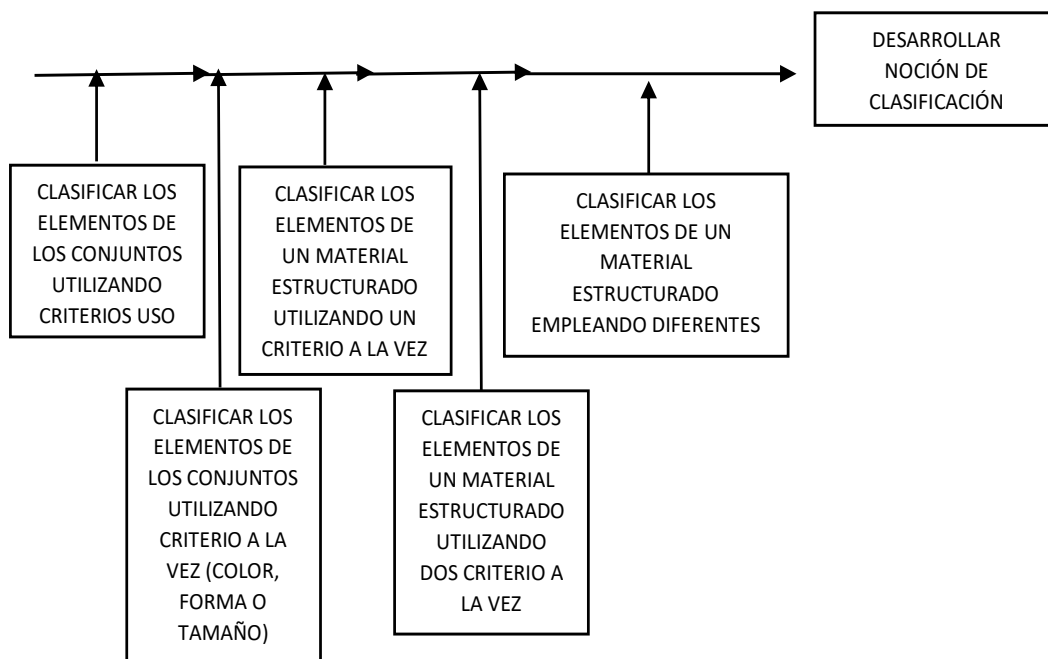 DESARROLLAR
NOCIÓN DE
CLASIFICACIÓN
CLASIFICAR LOS
ELEMENTOS DE
LOS CONJUNTOS
UTILIZANDO
CRITERIOS USO
CLASIFICAR LOS
ELEMENTOS DE
UN MATERIAL
ESTRUCTURADO
UTILIZANDO UN
CRITERIO A LA VEZ
CLASIFICAR LOS
ELEMENTOS DE UN
MATERIAL
ESTRUCTURADO
EMPLEANDO DIFERENTES
CLASIFICAR LOS
ELEMENTOS DE
LOS CONJUNTOS
UTILIZANDO
CRITERIO A LA
VEZ (COLOR,
FORMA O
TAMAÑO)
CLASIFICAR LOS
ELEMENTOS DE
UN MATERIAL
ESTRUCTURADO
UTILIZANDO
DOS CRITERIO A
LA VEZ